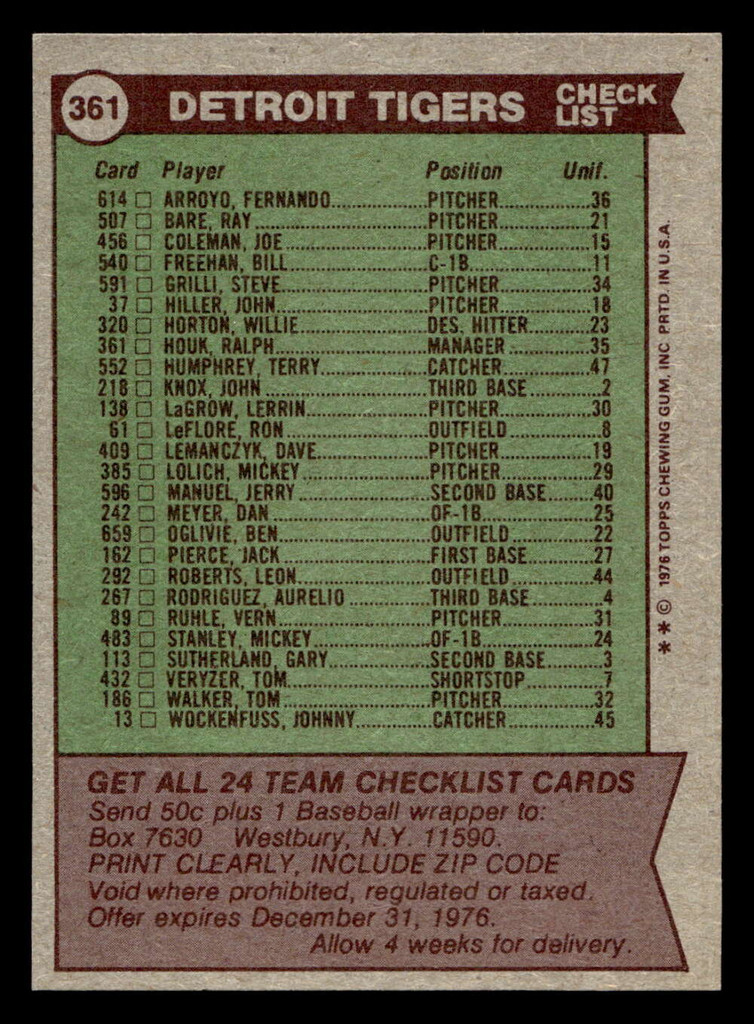 361 DETROIT TIGERS CHECK LIST
Card Player Position Unif.
614 □ ARROYO, FERNANDO..............PITCHER..............36
507 □ BARE, RAY..............PITCHER..............21
456 □ COLEMAN, JOE..............PITCHER..............15
540 □ FREEHAN, BILL..............C-1B..............11
591 □ GRILLI, STEVE..............PITCHER..............34
37 □ HILLER, JOHN..............PITCHER..............18
320 □ HORTON, WILLIE..............DES. HITTER..............23
361 □ HOUK, RALPH..............MANAGER..............35
552 □ HUMPHREY, TERRY..............CATCHER..............47
218 □ KNOX, JOHN..............THIRD BASE..............2
138 □ LaGROW, LERRIN..............PITCHER..............30
61 □ LeFLORE, RON..............OUTFIELD..............8
409 □ LEMANCZYK, DAVE..............PITCHER..............19
385 □ LOLICH, MICKEY..............PITCHER..............29
596 □ MANUEL, JERRY..............SECOND BASE..............40
242 □ MEYER, DAN..............OF-1B..............25
659 □ OGLIVIE, BEN..............OUTFIELD..............22
162 □ PIERCE, JACK..............FIRST BASE..............27
292 □ ROBERTS, LEON..............OUTFIELD..............44
267 □ RODRIGUEZ, AURELIO..............THIRD BASE..............4
89 □ RUHLE, VERN..............PITCHER..............31
483 □ STANLEY, MICKEY..............OF-1B..............24
113 □ SUTHERLAND, GARY..............SECOND BASE..............3
432 □ VERYZER, TOM..............SHORTSTOP..............7
186 □ WALKER, TOM..............PITCHER..............32
13 □ WOCKENFUSS, JOHNNY..............CATCHER..............45
* * © 1976 TOPPS CHEWING GUM, INC. PRTD. IN U.S.A.
GET ALL 24 TEAM CHECKLIST CARDS
Send 50c plus 1 Baseball wrapper to:
Box 7630 Westbury, N.Y. 11590.
PRINT CLEARLY, INCLUDE ZIP CODE
Void where prohibited, regulated or taxed.
Offer expires December 31, 1976.
Allow 4 weeks for delivery.